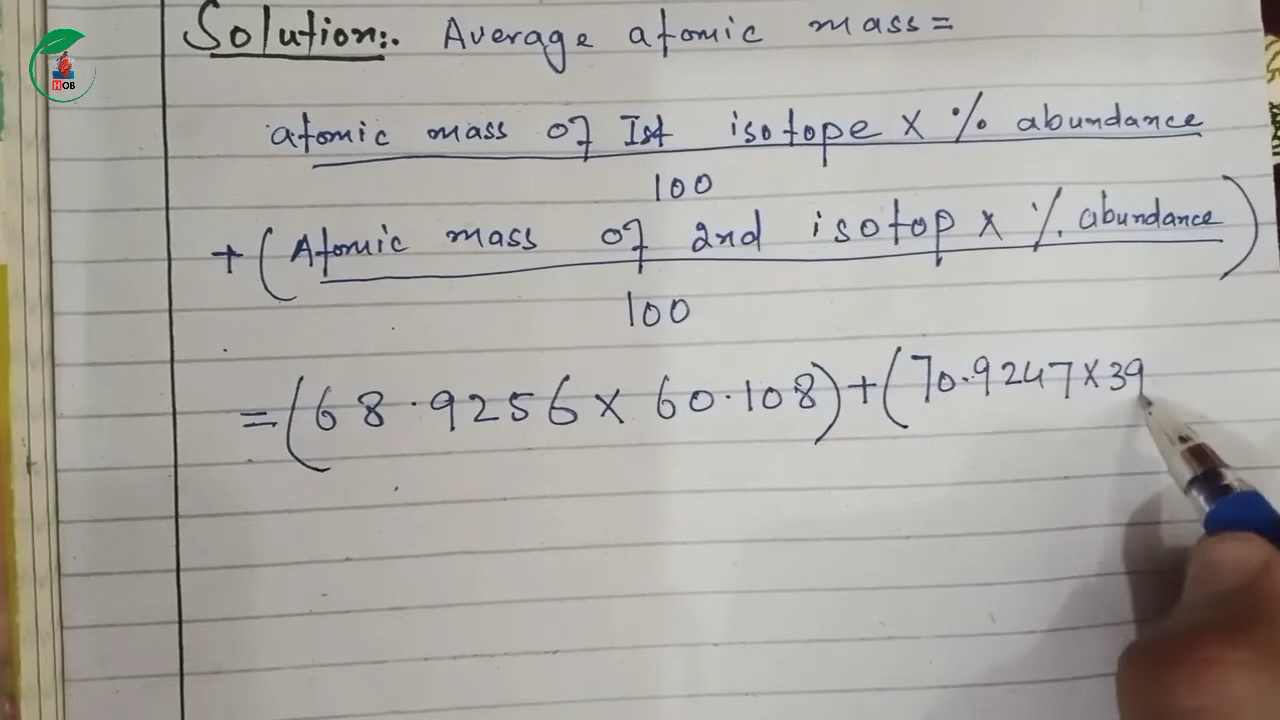 HOB
Solution:. Average atomic mass =
atomic mass of Ist isotope x % abundance
100
+ (Atomic mass of 2nd isotop x % abundance)
100
= (68.9256 x 60.108) + (70.9247 x 39